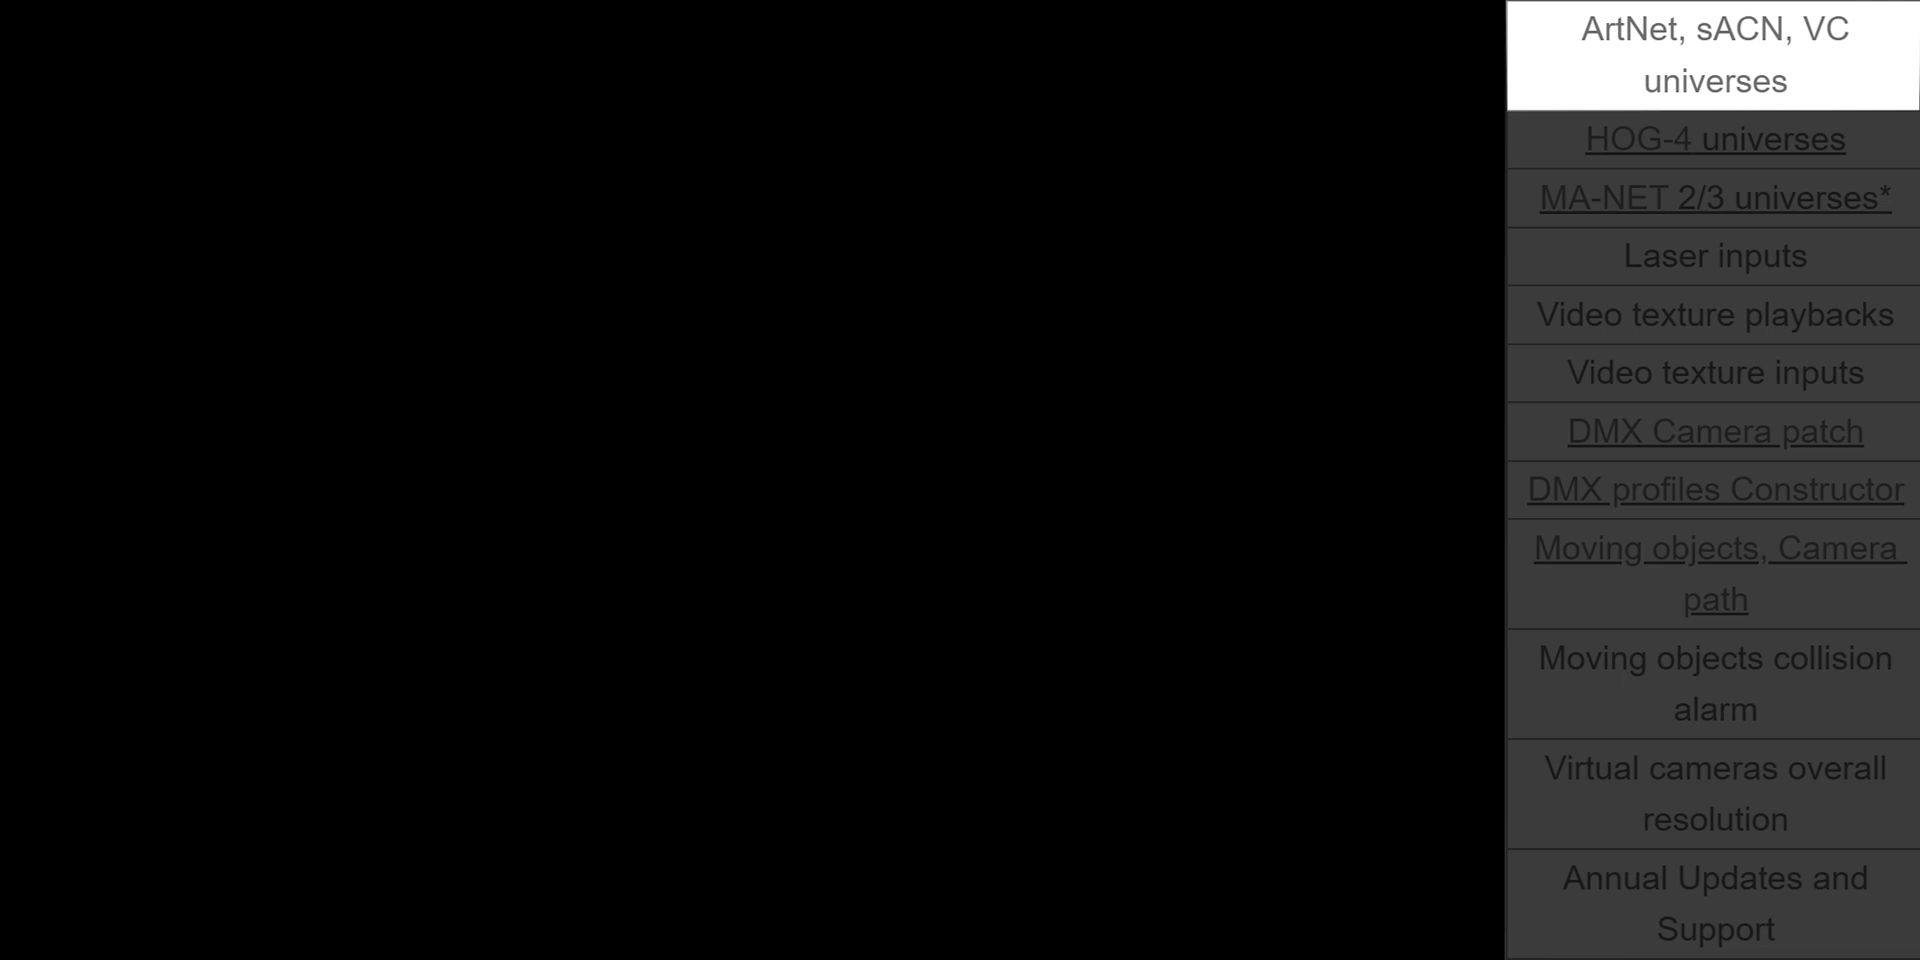 ArtNet, sACN, VC
universes
HOG-4 universes
MA-NET 2/3 universes*
Laser inputs
Video texture playbacks
Video texture inputs
DMX Camera patch
DMX profiles Constructor
Moving objects, Camera
path
Moving objects collision
alarm
Virtual cameras overall
resolution
Annual Updates and
Support